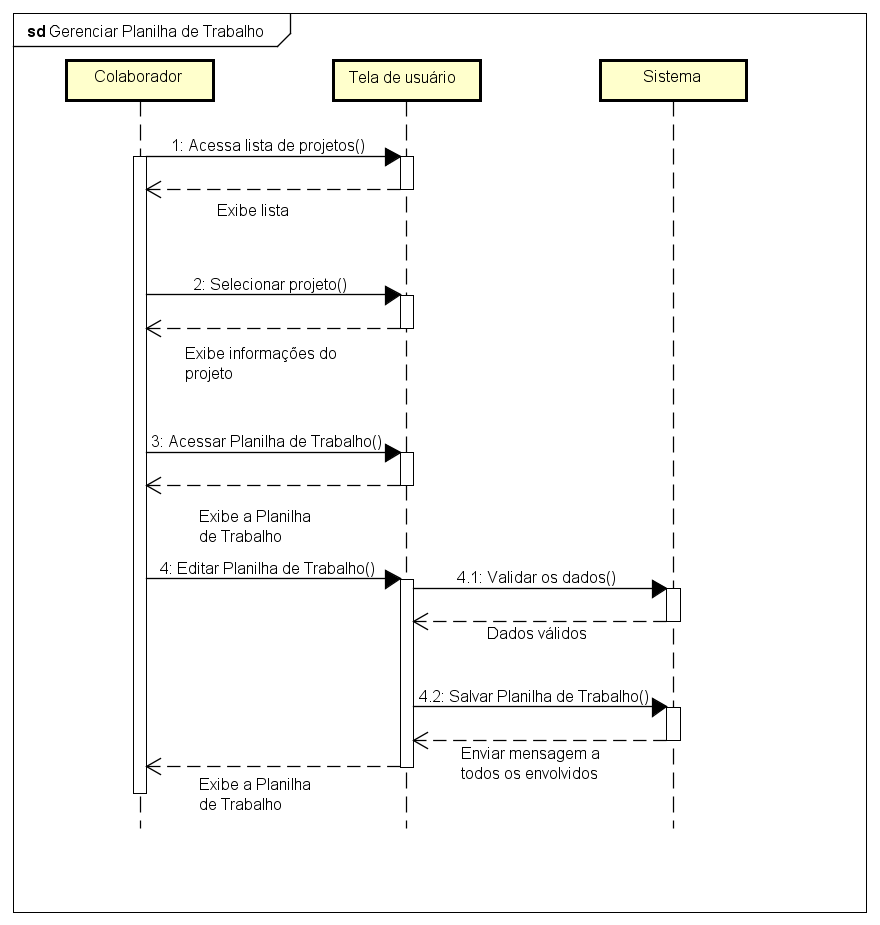 sd Gerenciar Planilha de Trabalho
Colaborador
Tela de usuário
Sistema
1: Acessa lista de projetos()
Exibe lista
2: Selecionar projeto()
Exibe informações do
projeto
3: Acessar Planilha de Trabalho()
Exibe a Planilha
de Trabalho
4: Editar Planilha de Trabalho()
4.1: Validar os dados()
Dados válidos
4.2: Salvar Planilha de Trabalho()
Enviar mensagem a
todos os envolvidos
Exibe a Planilha
de Trabalho